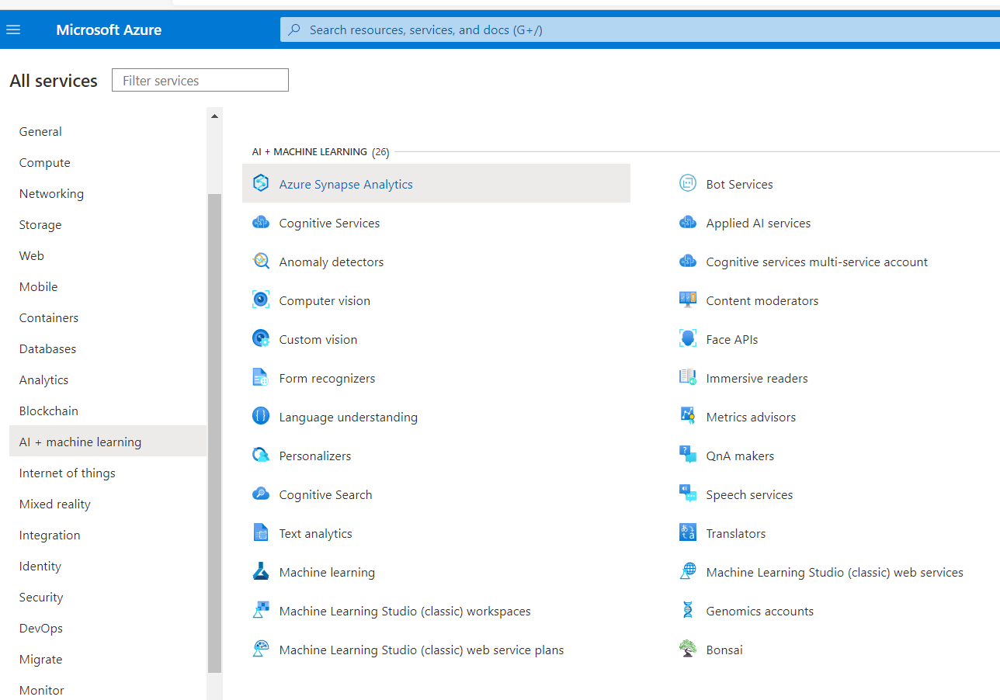 Microsoft Azure
Search resources, services, and docs (G+/)
All services
Filter services
General
Compute
Networking
Storage
Web
Mobile
Containers
Databases
Analytics
Blockchain
AI + machine learning
Internet of things
Mixed reality
Integration
Identity
Security
DevOps
Migrate
Monitor
AI + MACHINE LEARNING (26)
Azure Synapse Analytics
Bot Services
Cognitive Services
Applied AI services
Anomaly detectors
Cognitive services multi-service account
Computer vision
Content moderators
Custom vision
Face APIs
Form recognizers
Immersive readers
Language understanding
Metrics advisors
Personalizers
QnA makers
Cognitive Search
Speech services
Text analytics
Translators
Machine learning
Machine Learning Studio (classic) web services
Machine Learning Studio (classic) workspaces
Genomics accounts
Machine Learning Studio (classic) web service plans
Bonsai